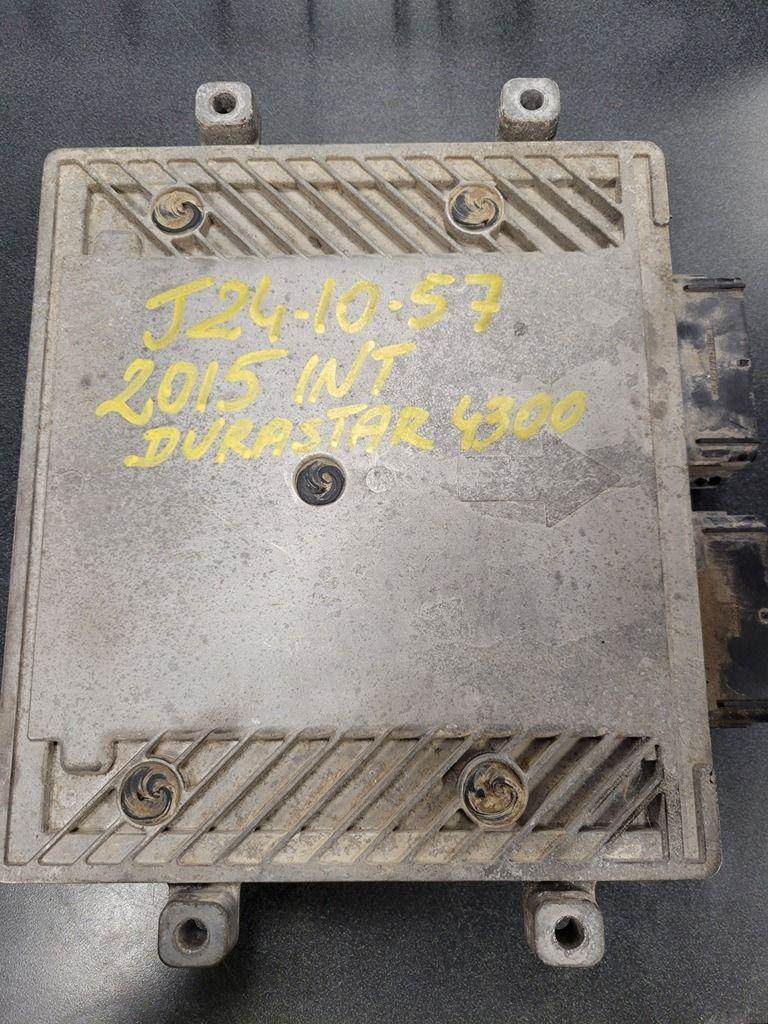 J24-10-57
2015 INT
DURASTAR 4300